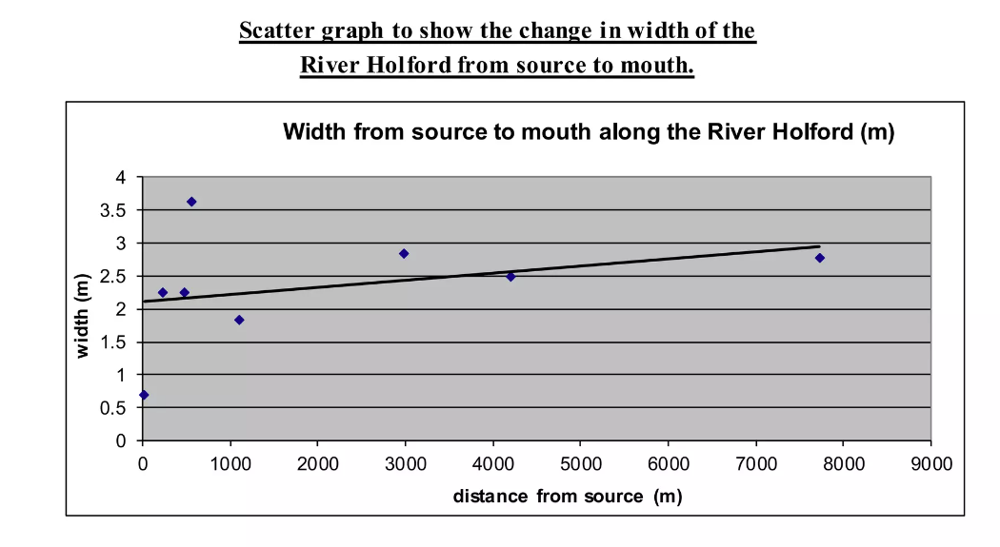 Scatter graph to show the change in width of the
River Holford from source to mouth.
Width from source to mouth along the River Holford (m)
4
3.5
3
2.5
2
1.5
1
0.5
0
width (m)
0 1000 2000 3000 4000 5000 6000 7000 8000 9000
distance from source (m)